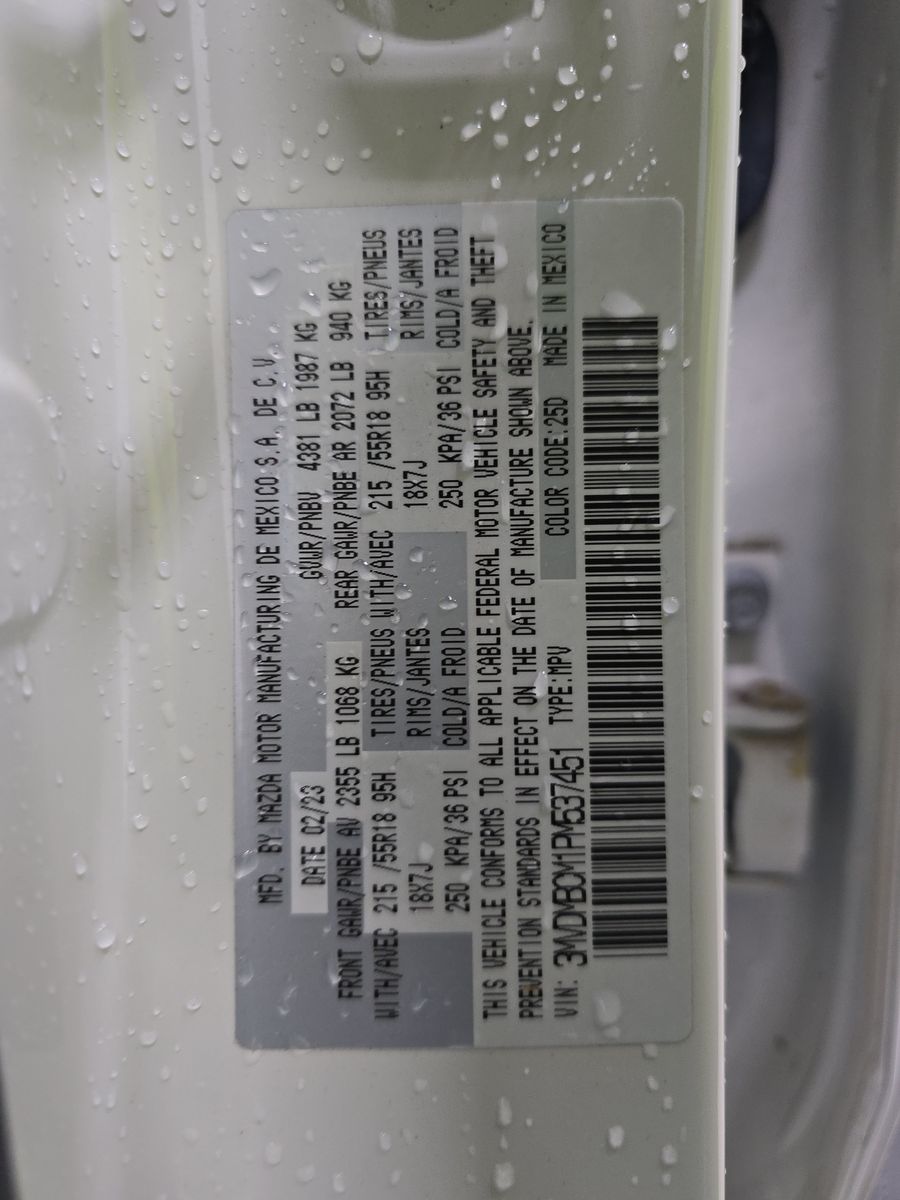 MFD. BY MAZDA MOTOR MANUFACTURING DE MEXICO S.A. DE C.V.
DATE 02/23 GVWR/PNBV 4381 LB 1987 KG
FRONT GAWR/PNBE AV 2355 LB 1068 KG REAR GAWR/PNBE AR 2072 LB 940 KG
WITH/AVEC 215 /55R18 95H TIRES/PNEUS WITH/AVEC 215 /55R18 95H TIRES/PNEUS
18X7J RIMS/JANTES 18X7J RIMS/JANTES
250 KPA/36 PSI COLD/A FROID 250 KPA/36 PSI COLD/A FROID
THIS VEHICLE CONFORMS TO ALL APPLICABLE FEDERAL MOTOR VEHICLE SAFETY AND THEFT
PREVENTION STANDARDS IN EFFECT ON THE DATE OF MANUFACTURE SHOWN ABOVE.
VIN: 3MVDMBCM1PM537451 TYPE:MPV COLOR CODE:25D MADE IN MEXICO